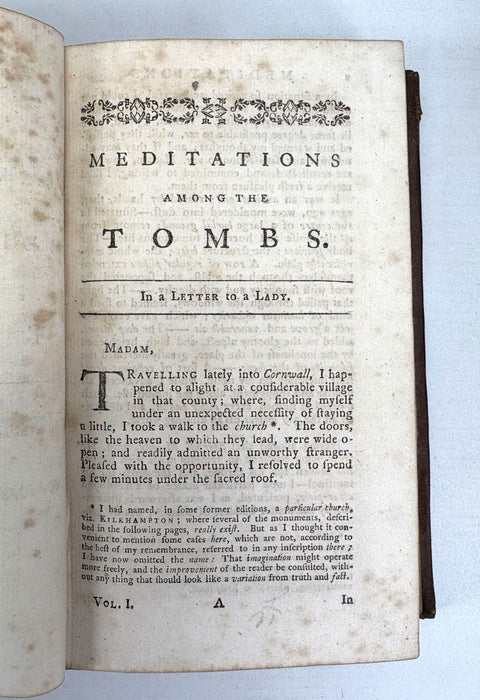 MEDITATIONS
AMONG THE
TOMBS.
In a LETTER to a LADY.
MADAM,
TRAVELLING lately into Cornwall, I hap-
pened to alight at a conſiderable village
in that county; where, finding myſelf
under an unexpected neceſſity of ſtaying
a little, I took a walk to the church *. The doors,
like the heaven to which they lead, were wide o-
pen; and readily admitted an unworthy ſtranger.
Pleaſed with the opportunity, I reſolved to ſpend
a few minutes under the ſacred roof.
* I had named, in ſome former editions, a particular church,
viz. KILKHAMPTON; where ſeveral of the monuments, deſcri-
bed in the following pages, really exiſt. But as I thought it con-
venient to mention ſome caſes here, which are not, according to
the beſt of my remembrance, referred to in any inſcription there;
I have now omitted the name: That imagination might operate
more freely, and the improvement of the reader be conſulted, with-
out any thing that ſhould look like a variation from truth and fact.
VOL. I. A In